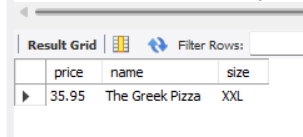 Result Grid Filter Rows:
price name size
35.95 The Greek Pizza XXL